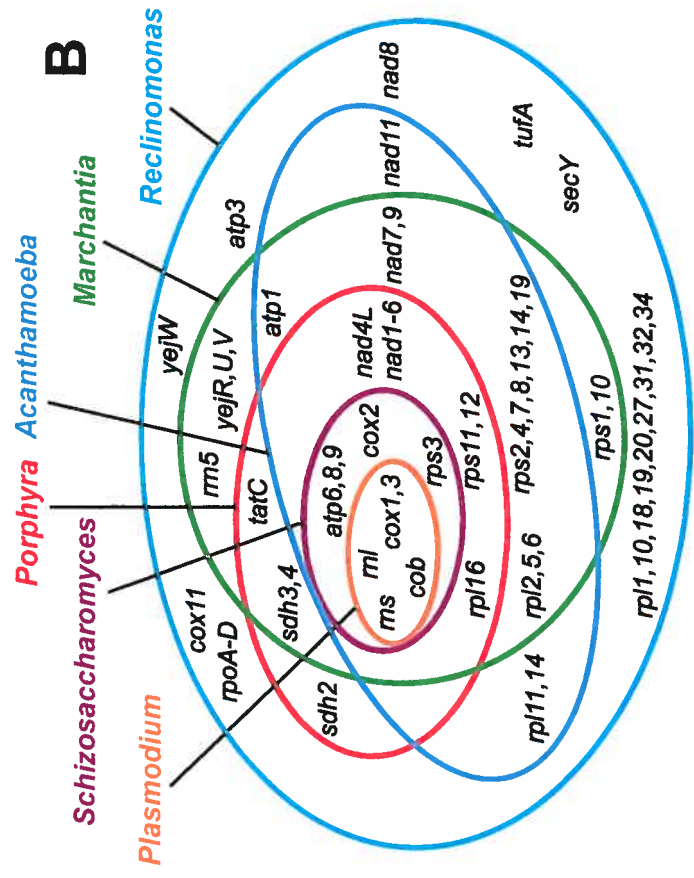 B
Plasmodium
Schizosaccharomyces
Porphyra
Acanthamoeba
Marchantia
Reclinomonas
cox11
rpoA-D
yejW
atp3
rrn5
yejR,U,V
sdh2
sdh3,4
tatC
atp1
atp6,8,9
cox2
nad4L
nad1-6
nad7,9
nad11
nad8
rns
rnl
cob
cox1,3
rps3
rpl16
rps11,12
rpl11,14
rpl2,5,6
rps2,4,7,8,13,14,19
secY
tufA
rps1,10
rpl1,10,18,19,20,27,31,32,34